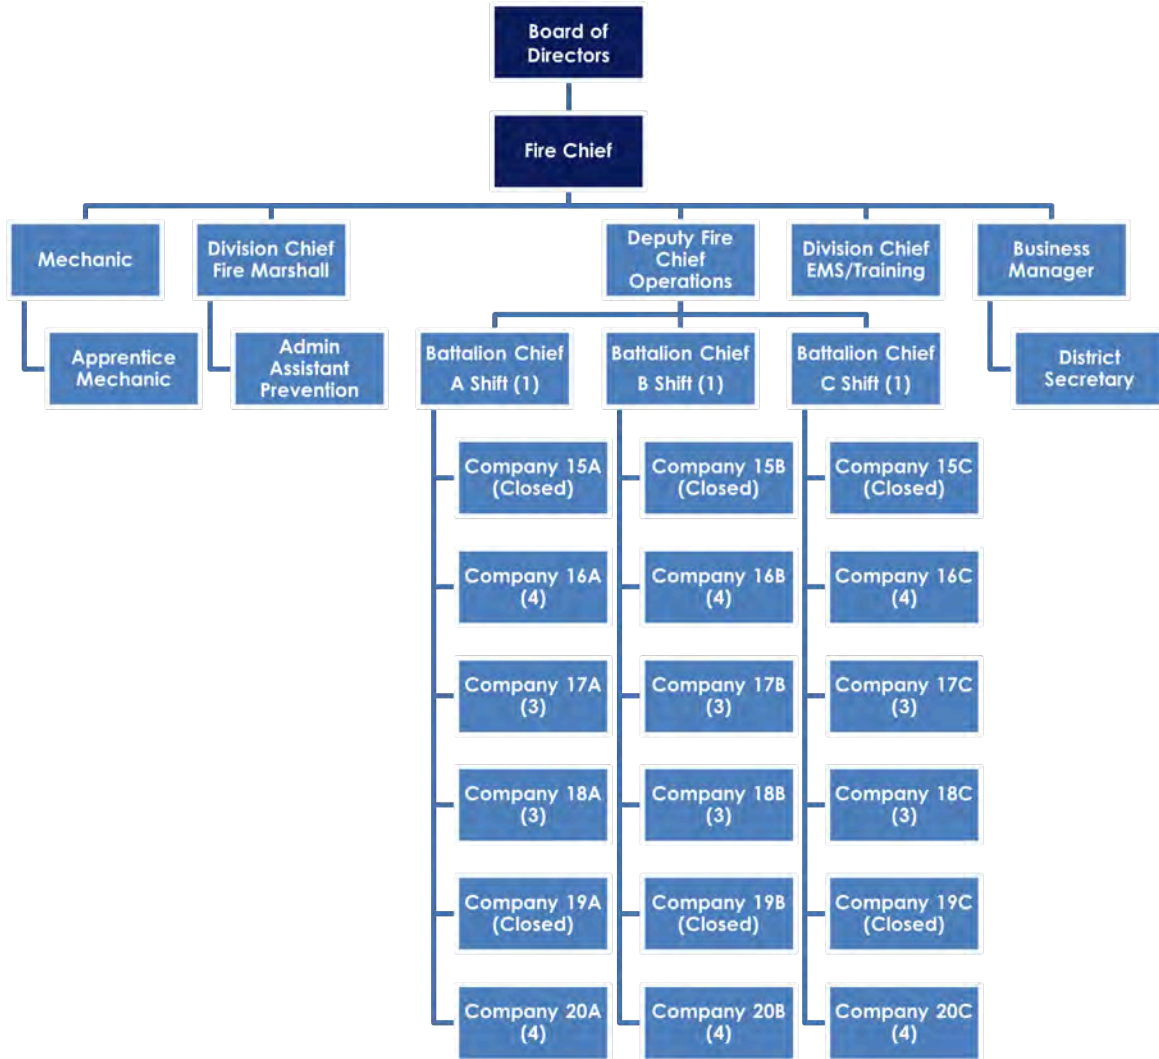 Board of
Directors
Fire Chief
Mechanic
Division Chief
Fire Marshall
Deputy Fire
Chief
Operations
Division Chief
EMS/Training
Business
Manager
Apprentice
Mechanic
Admin
Assistant
Prevention
Battalion Chief
A Shift (1)
Battalion Chief
B Shift (1)
Battalion Chief
C Shift (1)
District
Secretary
Company 15A
(Closed)
Company 15B
(Closed)
Company 15C
(Closed)
Company 16A
(4)
Company 16B
(4)
Company 16C
(4)
Company 17A
(3)
Company 17B
(3)
Company 17C
(3)
Company 18A
(3)
Company 18B
(3)
Company 18C
(3)
Company 19A
(Closed)
Company 19B
(Closed)
Company 19C
(Closed)
Company 20A
(4)
Company 20B
(4)
Company 20C
(4)